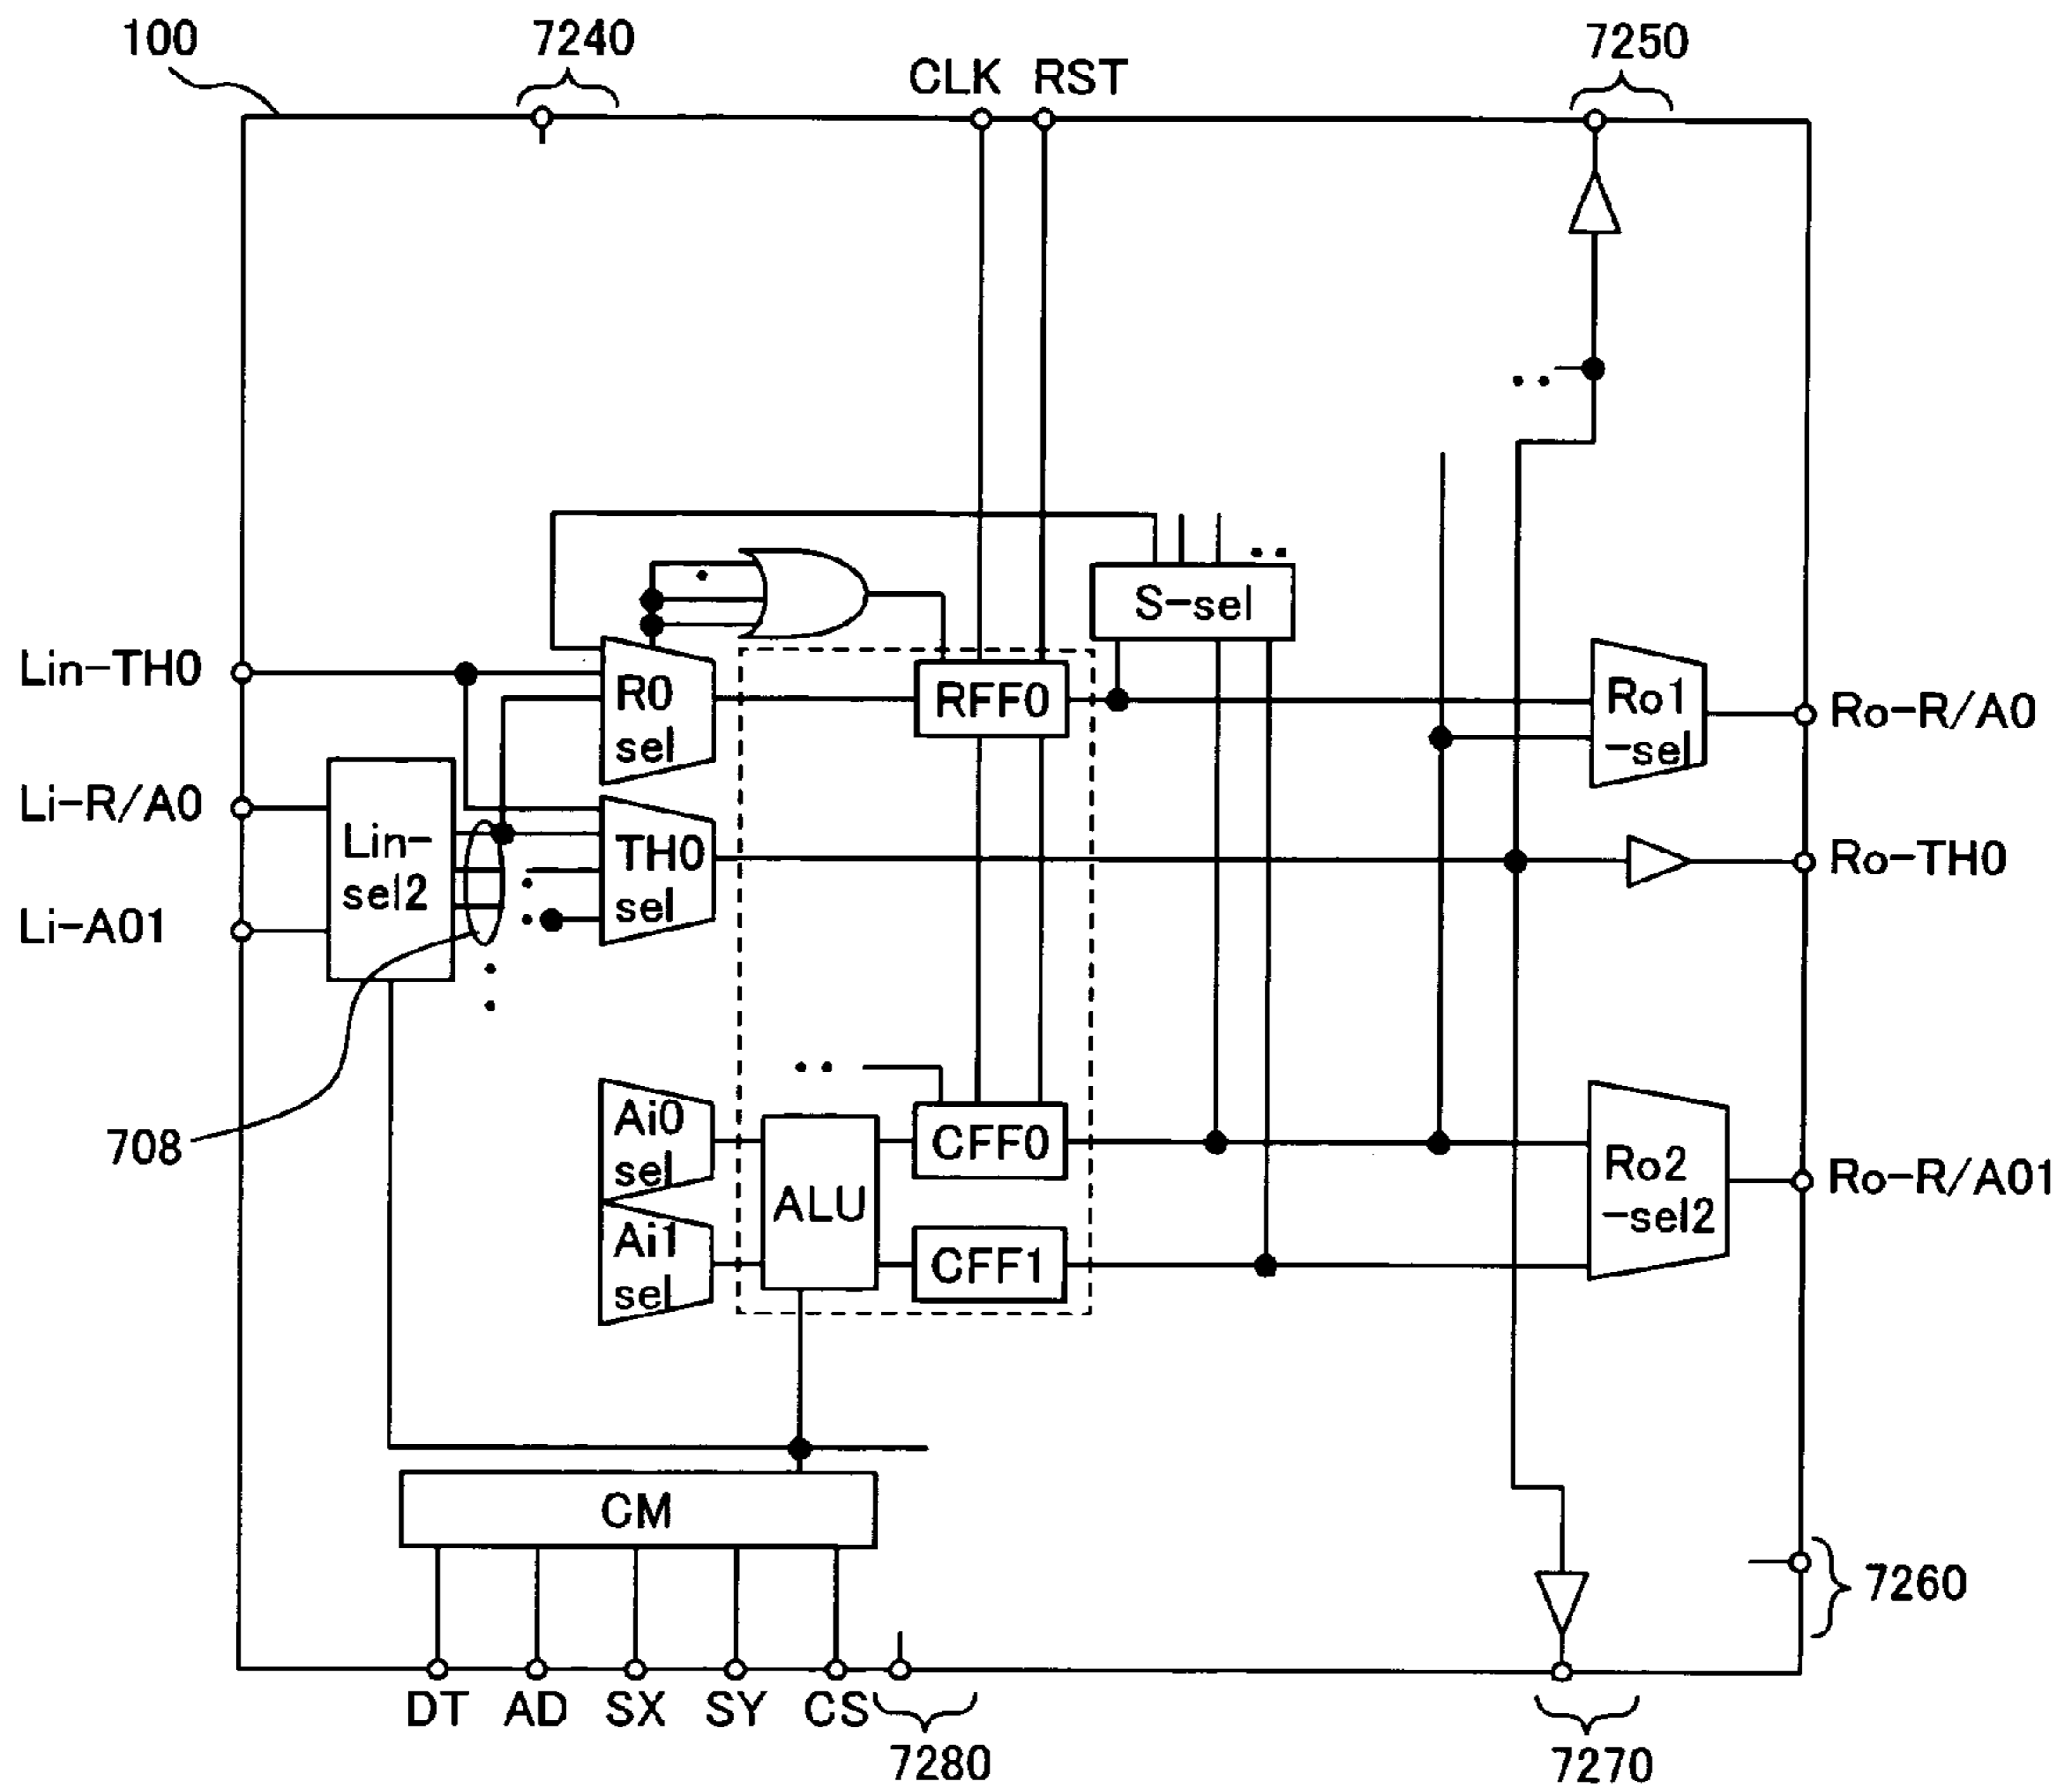 100
7240
CLK
RST
7250
S-sel
Lin-TH0
R0
sel
RFF0
Ro1
-sel
Ro-R/A0
Li-R/A0
Lin-
sel2
TH0
sel
Ro-TH0
Li-A01
708
Ai0
sel
ALU
CFF0
Ro2
-sel2
Ro-R/A01
Ai1
sel
CFF1
CM
7260
DT
AD
SX
SY
CS
7280
7270